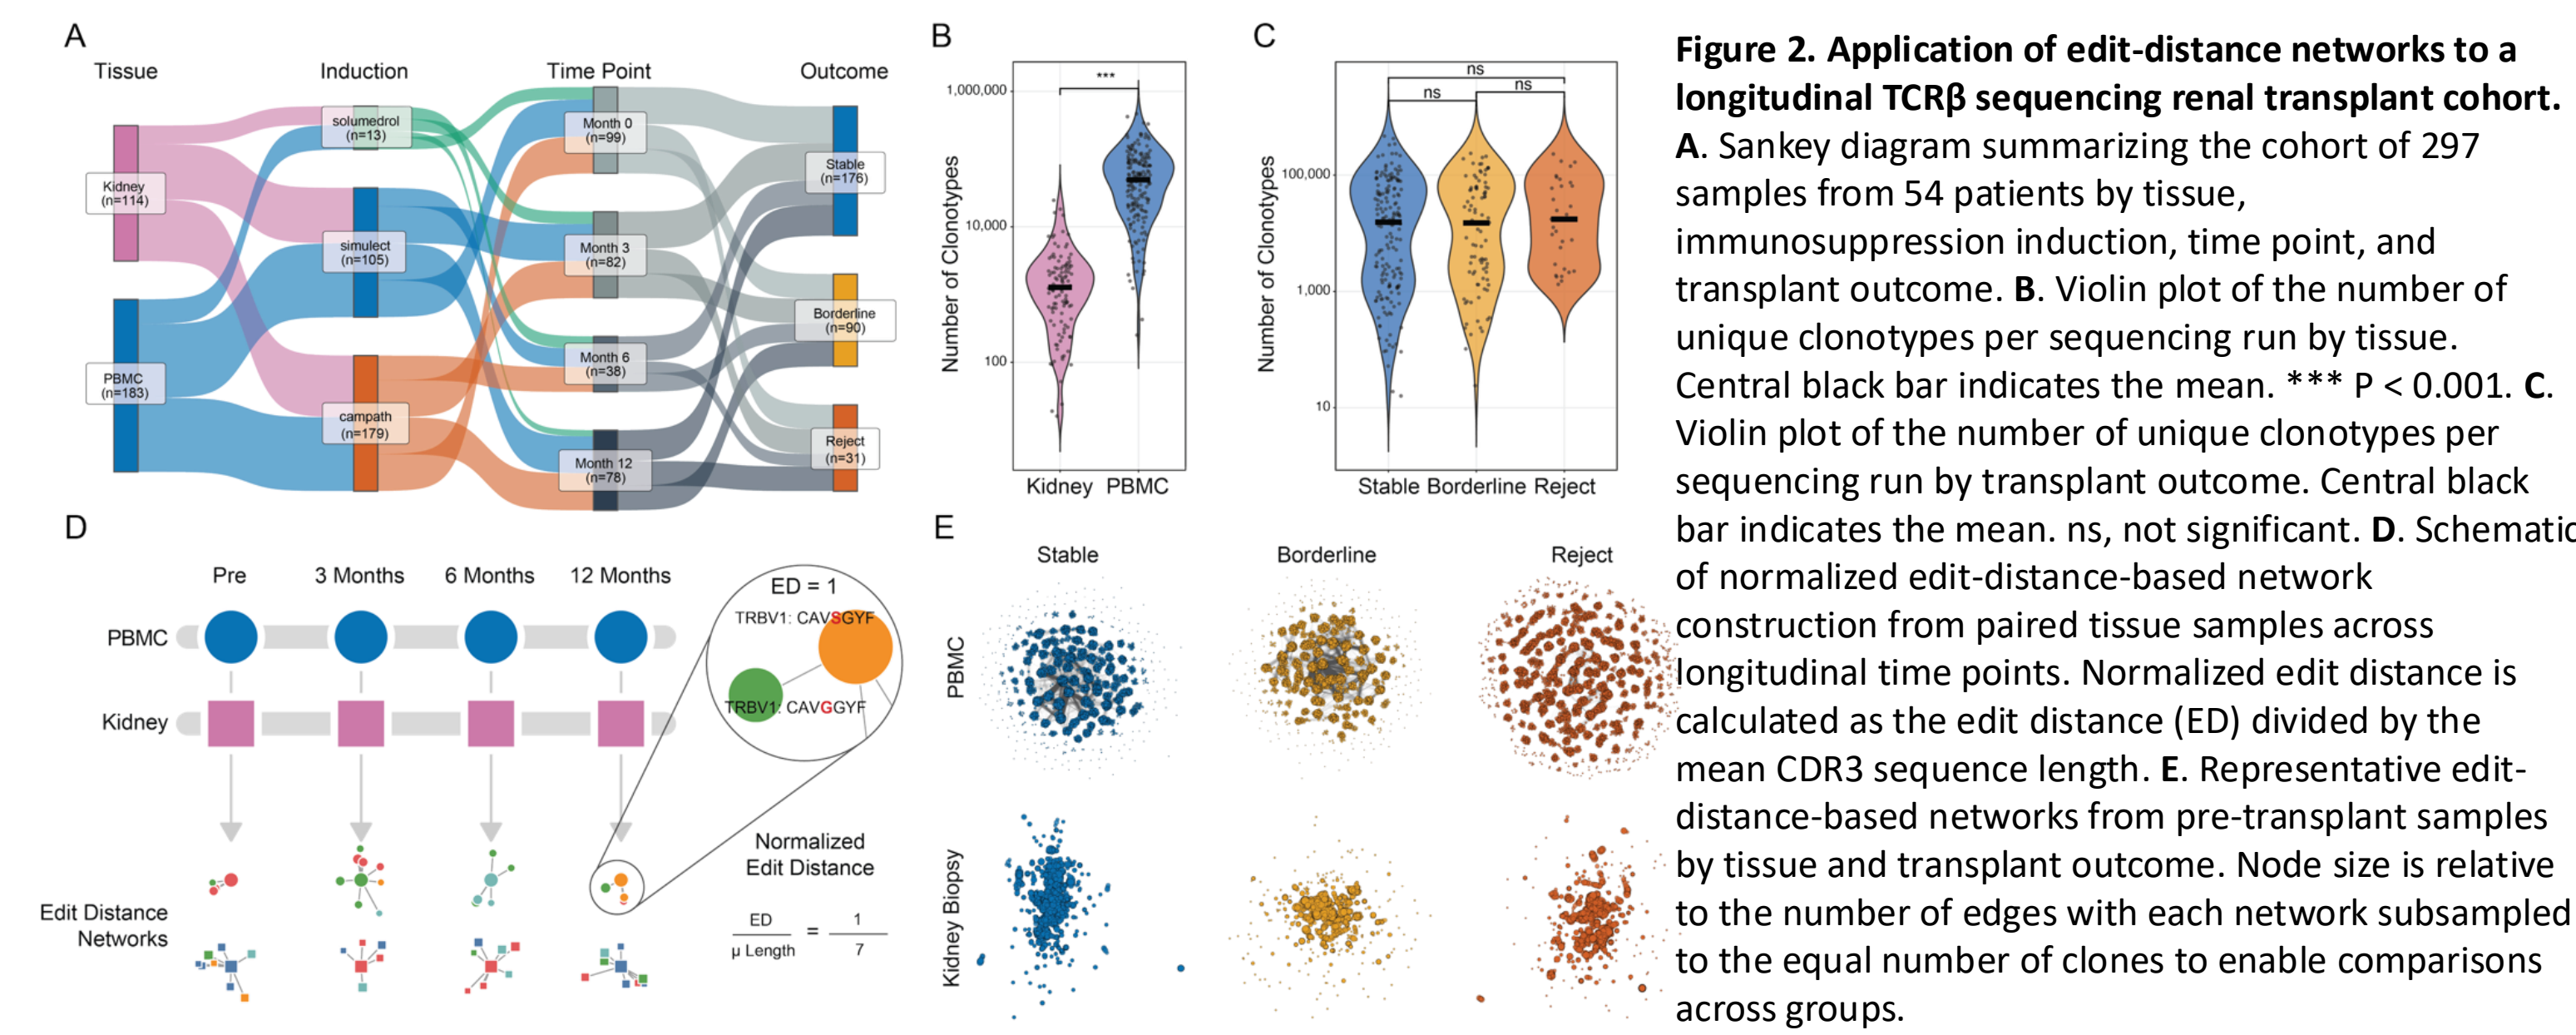 A
Tissue
Induction
Time Point
Outcome
Kidney
(n=114)
PBMC
(n=183)
solumedrol
(n=13)
simulect
(n=105)
campath
(n=179)
Month 0
(n=99)
Month 3
(n=82)
Month 6
(n=38)
Month 12
(n=78)
Stable
(n=176)
Borderline
(n=90)
Reject
(n=31)
B
Number of Clonotypes
1,000,000
10,000
100
***
Kidney PBMC
C
Number of Clonotypes
100,000
1,000
10
ns
ns
ns
Stable Borderline Reject
D
Pre
3 Months
6 Months
12 Months
PBMC
Kidney
Edit Distance
Networks
ED = 1
TRBV1: CAVSGYF
TRBV1: CAVGGYF
Normalized
Edit Distance
ED
μ Length
=
1
7
E
Stable
Borderline
Reject
PBMC
Kidney Biopsy
Figure 2. Application of edit-distance networks to a
longitudinal TCRβ sequencing renal transplant cohort.
A. Sankey diagram summarizing the cohort of 297
samples from 54 patients by tissue,
immunosuppression induction, time point, and
transplant outcome. B. Violin plot of the number of
unique clonotypes per sequencing run by tissue.
Central black bar indicates the mean. *** P < 0.001. C.
Violin plot of the number of unique clonotypes per
sequencing run by transplant outcome. Central black
bar indicates the mean. ns, not significant. D. Schematic
of normalized edit-distance-based network
construction from paired tissue samples across
longitudinal time points. Normalized edit distance is
calculated as the edit distance (ED) divided by the
mean CDR3 sequence length. E. Representative edit-
distance-based networks from pre-transplant samples
by tissue and transplant outcome. Node size is relative
to the number of edges with each network subsampled
to the equal number of clones to enable comparisons
across groups.